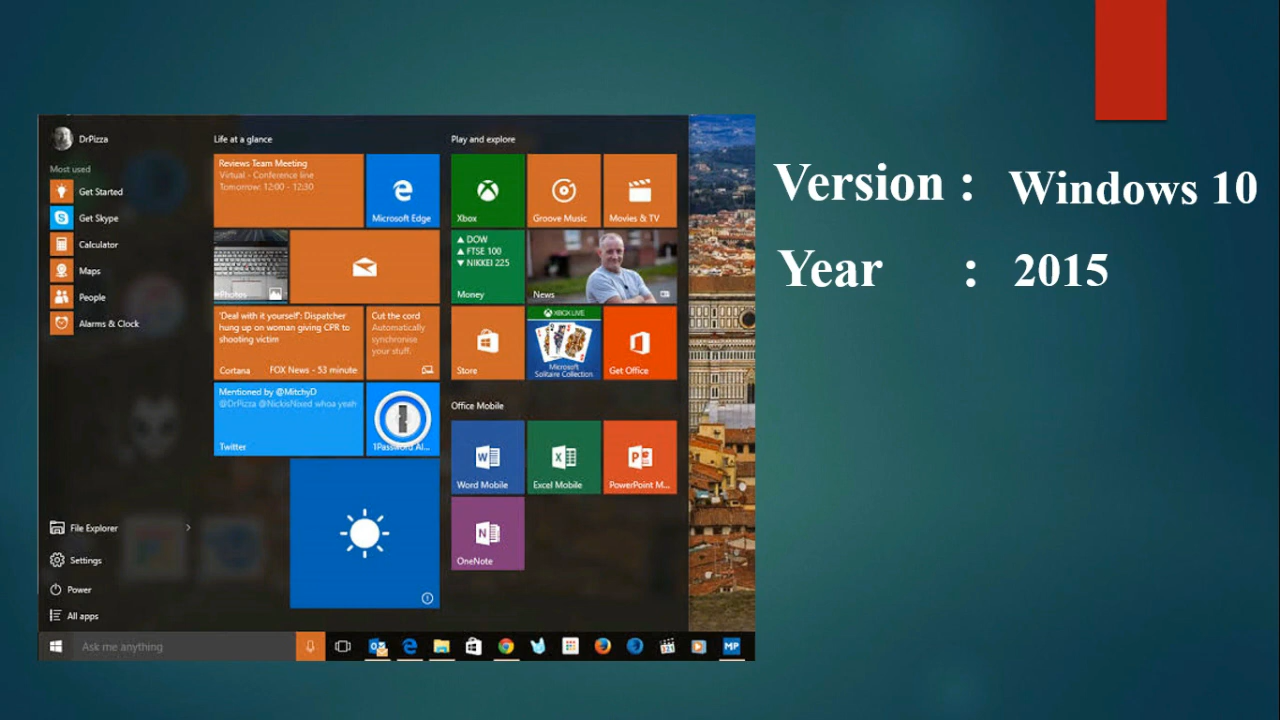 Version : Windows 10
Year : 2015
DrPizza
Most used
Get Started
Get Skype
Calculator
Maps
People
Alarms & Clock
File Explorer
Settings
Power
All apps
Ask me anything
Life at a glance
Reviews Team Meeting
Virtual - Conference line
Tomorrow: 12:00 - 12:30
Microsoft Edge
Photos
'Deal with it yourself': Dispatcher
hung up on woman giving CPR to
shooting victim
Cortana FOX News - 53 minute
Cut the cord
Automatically
synchronise
your stuff.
Mentioned by @MitchyD
@DrPizza @NickisNixed whoa yeah
Twitter
1Password Al...
Play and explore
Xbox
Groove Music
Movies & TV
▲ DOW
▲ FTSE 100
▼ NIKKEI 225
Money
News
Store
XBOX LIVE
Microsoft
Solitaire Collection
Get Office
Office Mobile
Word Mobile
Excel Mobile
PowerPoint M...
OneNote
MP